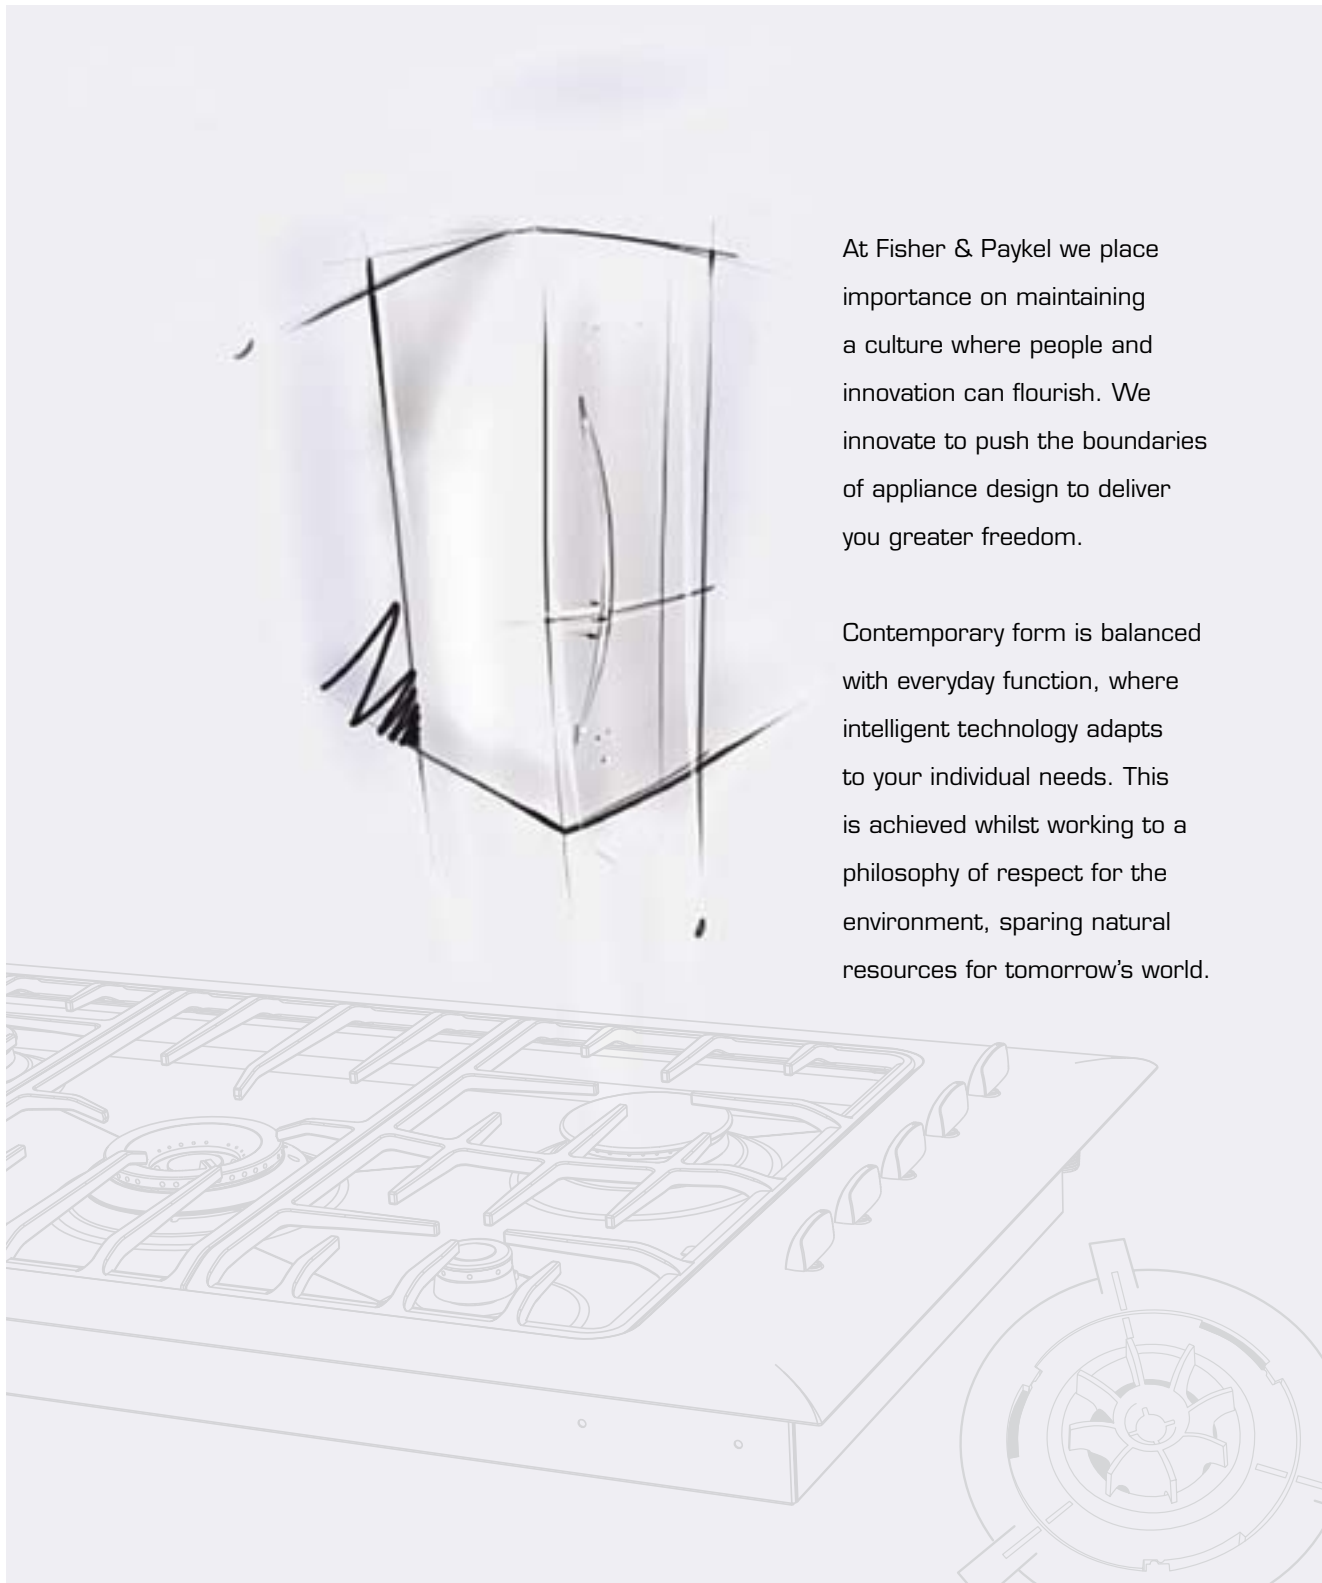 At Fisher & Paykel we place
importance on maintaining
a culture where people and
innovation can flourish. We
innovate to push the boundaries
of appliance design to deliver
you greater freedom.
Contemporary form is balanced
with everyday function, where
intelligent technology adapts
to your individual needs. This
is achieved whilst working to a
philosophy of respect for the
environment, sparing natural
resources for tomorrow's world.